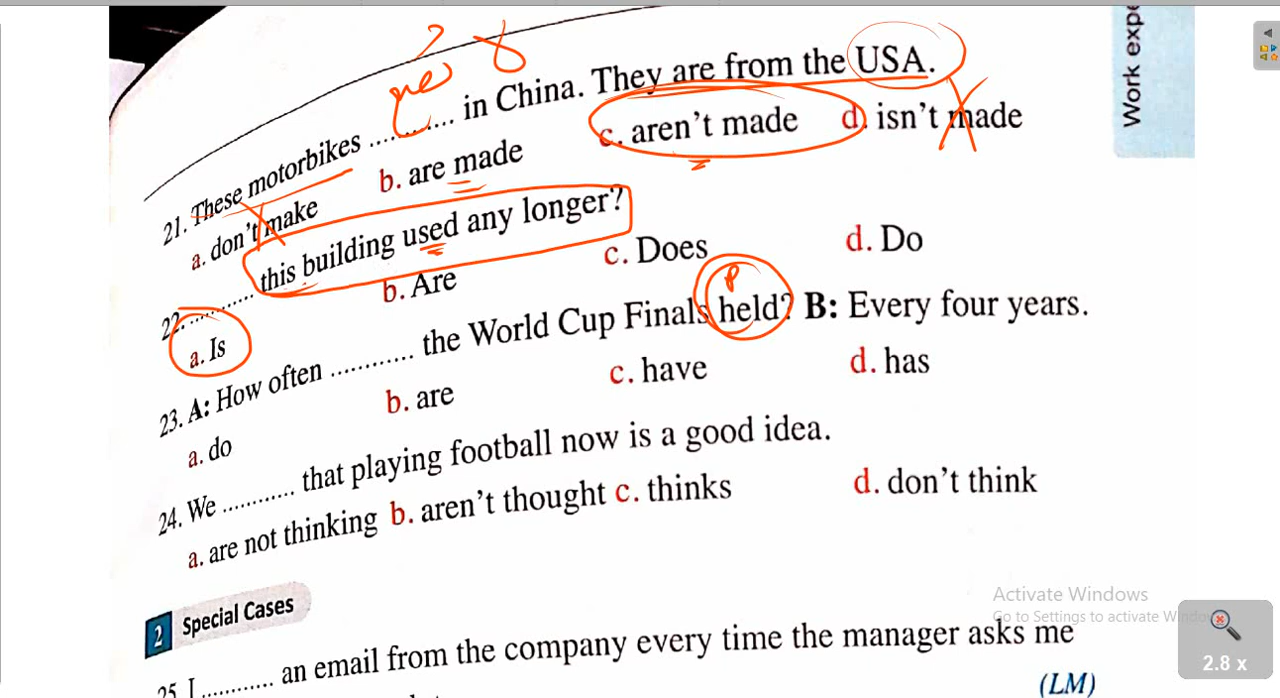 Work expe
21. These motorbikes ............ in China. They are from the USA.
a. don't make b. are made c. aren't made d. isn't made
22. ............ this building used any longer?
a. Is b. Are c. Does d. Do
23. A: How often ............ the World Cup Finals held? B: Every four years.
a. do b. are c. have d. has
24. We ............ that playing football now is a good idea.
a. are not thinking b. aren't thought c. thinks d. don't think
2 Special Cases
25. I ............ an email from the company every time the manager asks me
(LM)
Activate Windows
Go to Settings to activate Windows
2.8 x